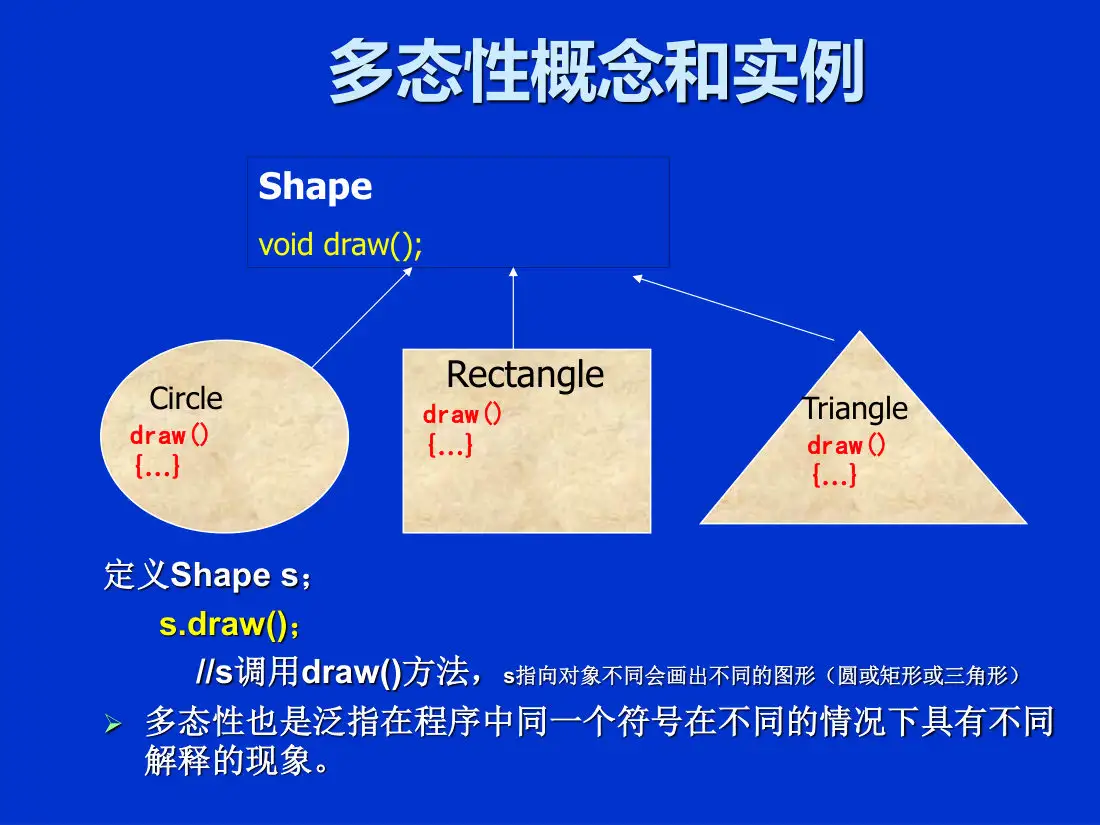 多态性概念和实例
Shape
void draw();
Circle
draw()
{…}
Rectangle
draw()
{…}
Triangle
draw()
{…}
定义Shape s；
s.draw()；
//s调用draw()方法，s指向对象不同会画出不同的图形（圆或矩形或三角形）
多态性也是泛指在程序中同一个符号在不同的情况下具有不同
解释的现象。